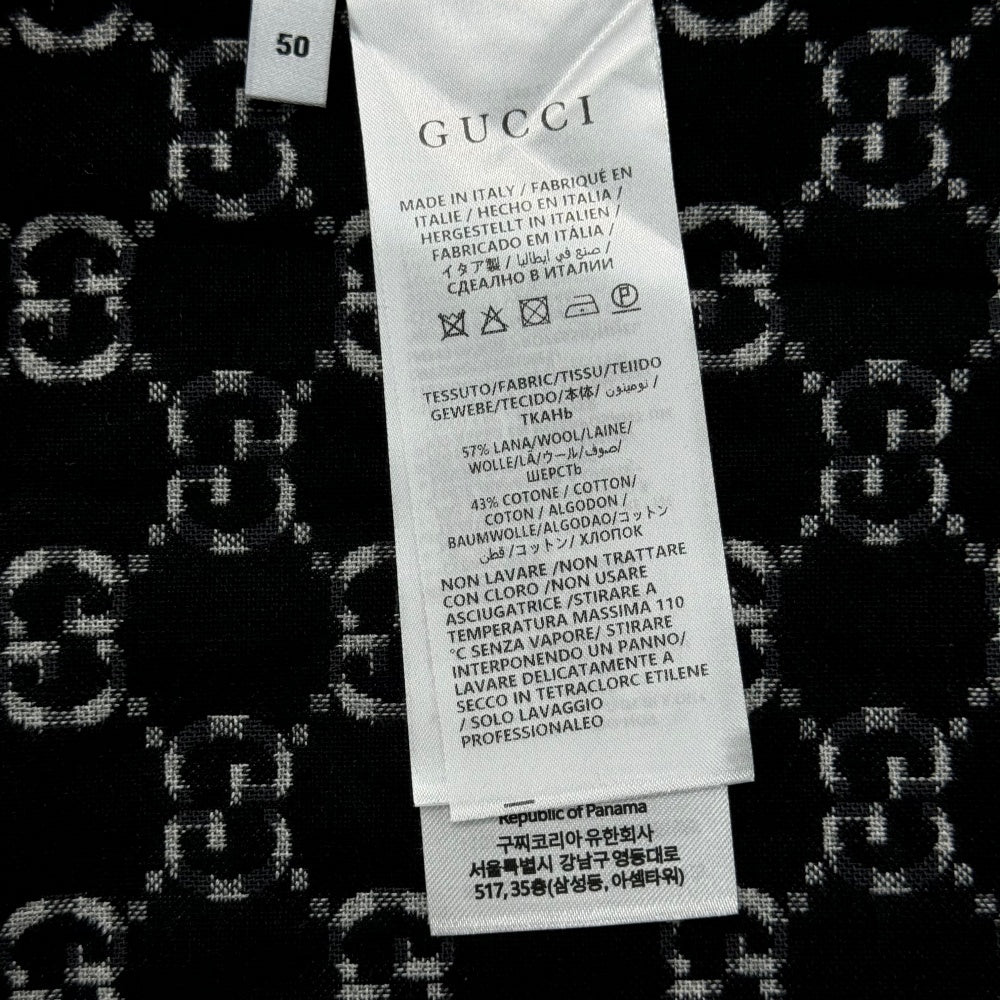 50
GUCCI
MADE IN ITALY / FABRIQUÉ EN
ITALIE / HECHO EN ITALIA /
HERGESTELLT IN ITALIEN /
FABRICADO EM ITALIA /
イタア製 / صنع في ايطاليا /
СДЕАЛНО В ИТАЛИИ
P
TESSUTO/FABRIC/TISSU/TEIIDO
GEWEBE/TECIDO/本体/ نومينون /
ТКАНЬ
57% LANA/WOOL/LAINE/
WOLLE/LÃ/ウール/صوف/
ШЕРСТЬ
43% COTONE / COTTON/
COTON / ALGODON /
BAUMWOLLE/ALGODAO/コットン
قطن /コットン/ ХЛОПОК
NON LAVARE /NON TRATTARE
CON CLORO /NON USARE
ASCIUGATRICE /STIRARE A
TEMPERATURA MASSIMA 110
°C SENZA VAPORE/ STIRARE
INTERPONENDO UN PANNO/
LAVARE DELICATAMENTE A
SECCO IN TETRACLORC ETILENE
/ SOLO LAVAGGIO
PROFESSIONALEO
Republic of Panama
구찌코리아유한회사
서울특별시 강남구 영동대로
517, 35층(삼성동, 아셈타워)